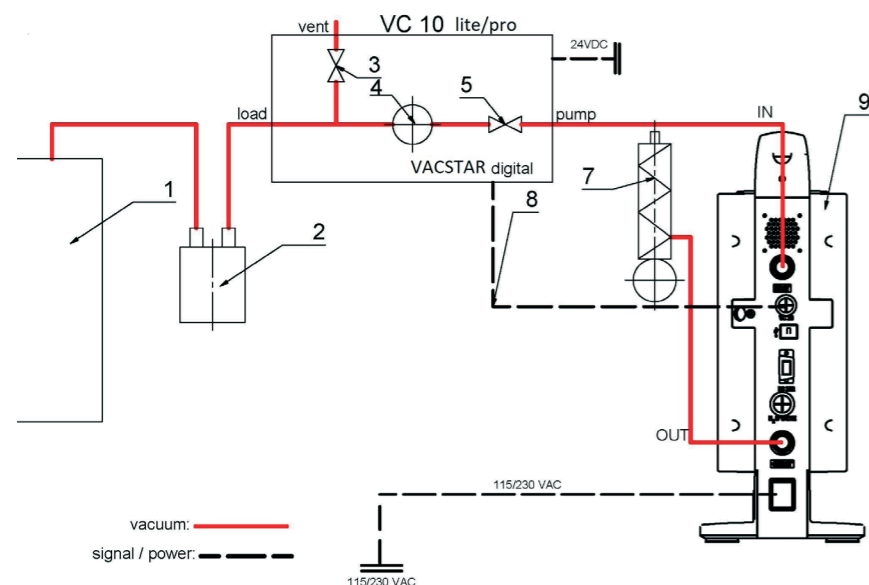 vent
VC 10 lite/pro
24VDC
3
4
5
load
pump
IN
9
VACSTAR digital
7
8
1
2
OUT
115/230 VAC
vacuum:
signal / power:
115/230 VAC